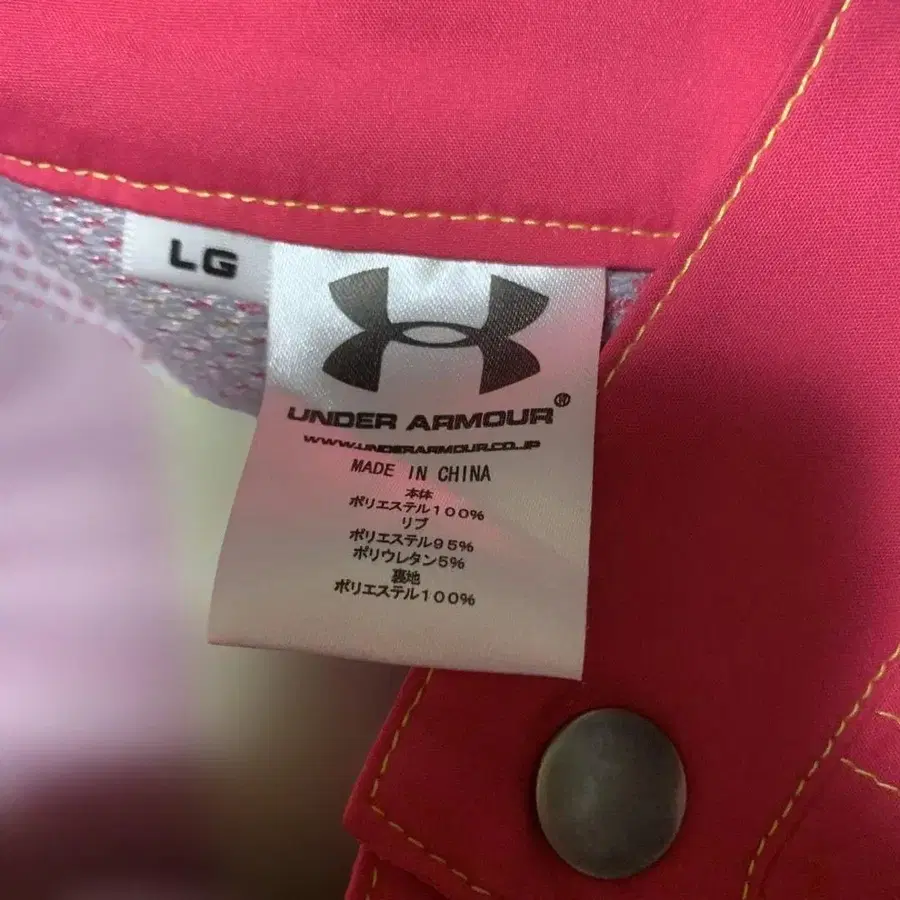 LG
UNDER ARMOUR®
WWW.UNDERARMOUR.CO.JP
MADE IN CHINA
本体
ポリエステル100%
リブ
ポリエステル95%
ポリウレタン5%
裏地
ポリエステル100%